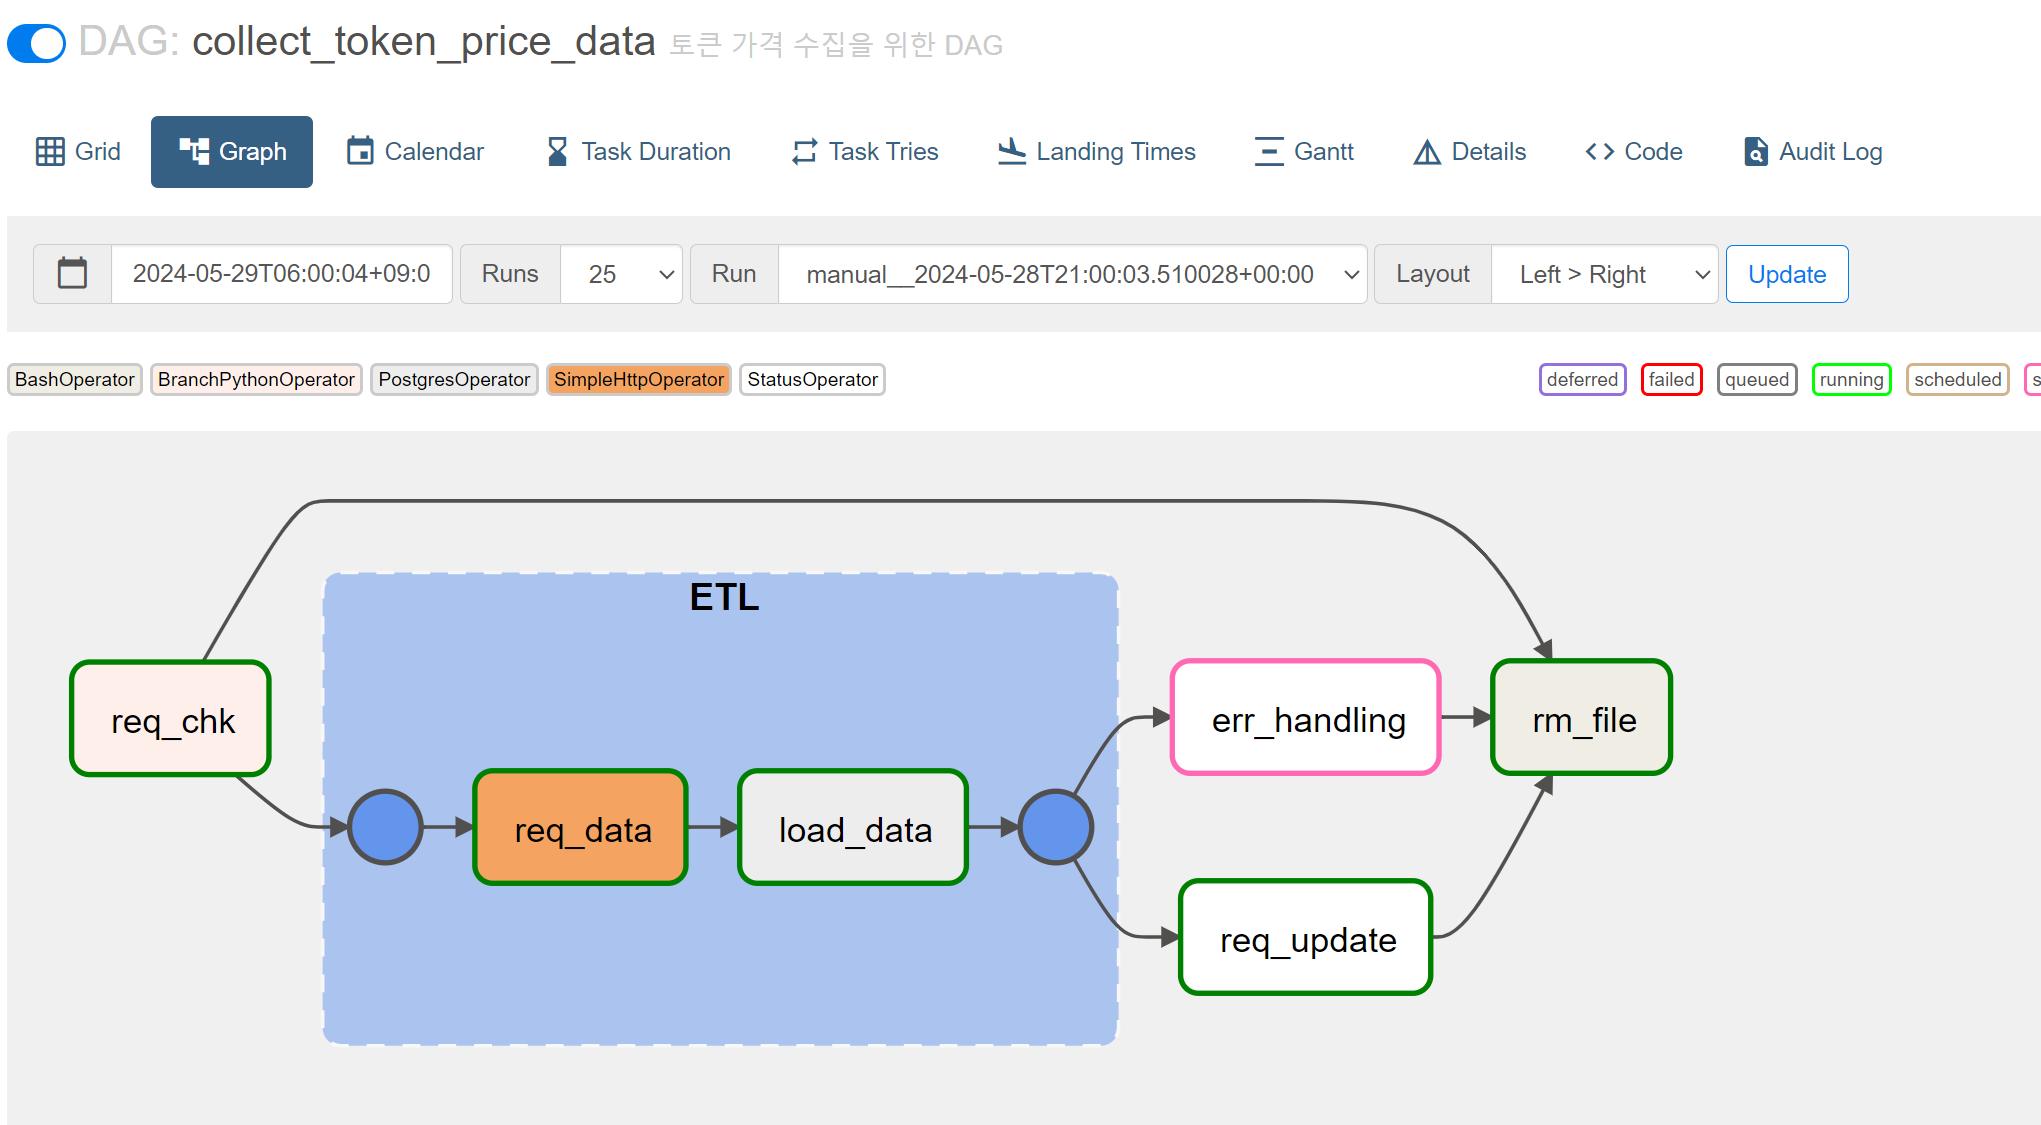 DAG: collect_token_price_data 토큰 가격 수집을 위한 DAG
Grid Graph Calendar Task Duration Task Tries Landing Times Gantt Details Code Audit Log
2024-05-29T06:00:04+09:0 Runs 25 Run manual__2024-05-28T21:00:03.510028+00:00 Layout Left > Right Update
BashOperator BranchPythonOperator PostgresOperator SimpleHttpOperator StatusOperator deferred failed queued running scheduled
ETL
req_chk
req_data
load_data
err_handling
rm_file
req_update